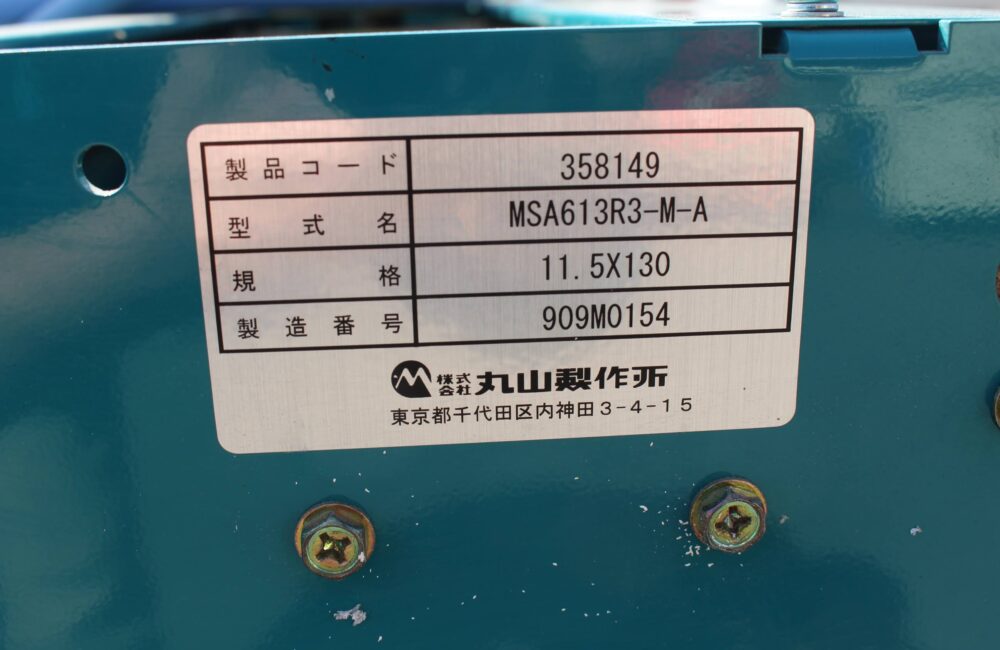 製品コード 358149
型式名 MSA613R3-M-A
規格 11.5X130
製造番号 909M0154
株式会社 丸山製作所
東京都千代田区内神田3-4-15